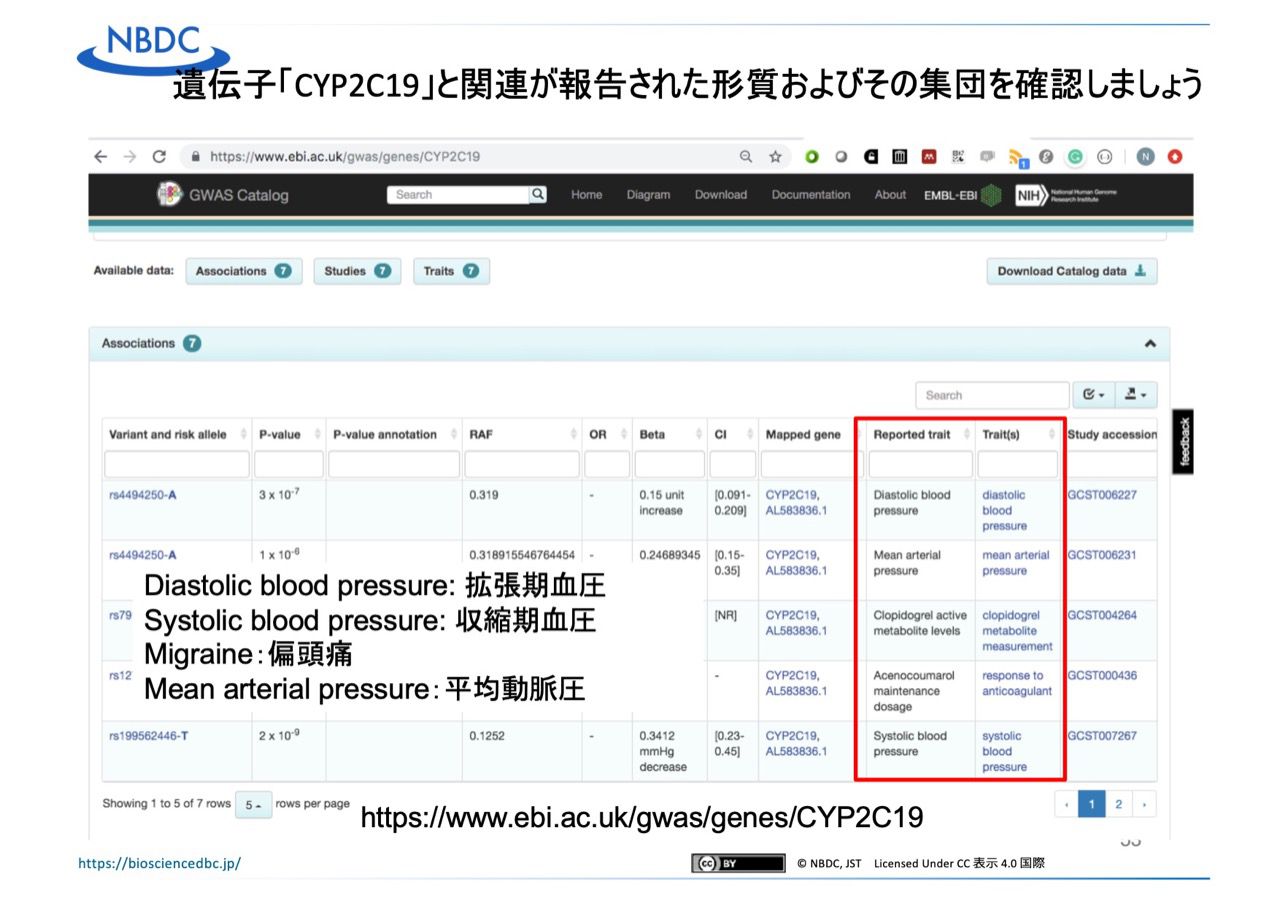 NBDC
遺伝子「CYP2C19」と関連が報告された形質およびその集団を確認しましょう
https://www.ebi.ac.uk/gwas/genes/CYP2C19
GWAS Catalog
Search
Home Diagram Download Documentation About EMBL-EBI NIH National Human Genome Research Institute
Available data: Associations 7 Studies 7 Traits 7 Download Catalog data
Associations 7
Search
Variant and risk allele P-value P-value annotation RAF OR Beta CI Mapped gene Reported trait Trait(s) Study accession
feedback
rs4494250-A 3 x 10-7 0.319 - 0.15 unit increase [0.091-0.209] CYP2C19, AL583836.1 Diastolic blood pressure diastolic blood pressure GCST006227
rs4494250-A 1 x 10-6 0.318915546764454 - 0.24689345 [0.15-0.35] CYP2C19, AL583836.1 Mean arterial pressure mean arterial pressure GCST006231
rs79 [NR] CYP2C19, AL583836.1 Clopidogrel active metabolite levels clopidogrel metabolite measurement GCST004264
rs12 - CYP2C19, AL583836.1 Acenocoumarol maintenance dosage response to anticoagulant GCST000436
rs199562446-T 2 x 10-9 0.1252 - 0.3412 mmHg decrease [0.23-0.45] CYP2C19, AL583836.1 Systolic blood pressure systolic blood pressure GCST007267
Diastolic blood pressure: 拡張期血圧
Systolic blood pressure: 収縮期血圧
Migraine：偏頭痛
Mean arterial pressure：平均動脈圧
Showing 1 to 5 of 7 rows 5 rows per page ‹ 1 2 ›
https://www.ebi.ac.uk/gwas/genes/CYP2C19
https://biosciencedbc.jp/
cc BY © NBDC, JST Licensed Under CC 表示 4.0 国際